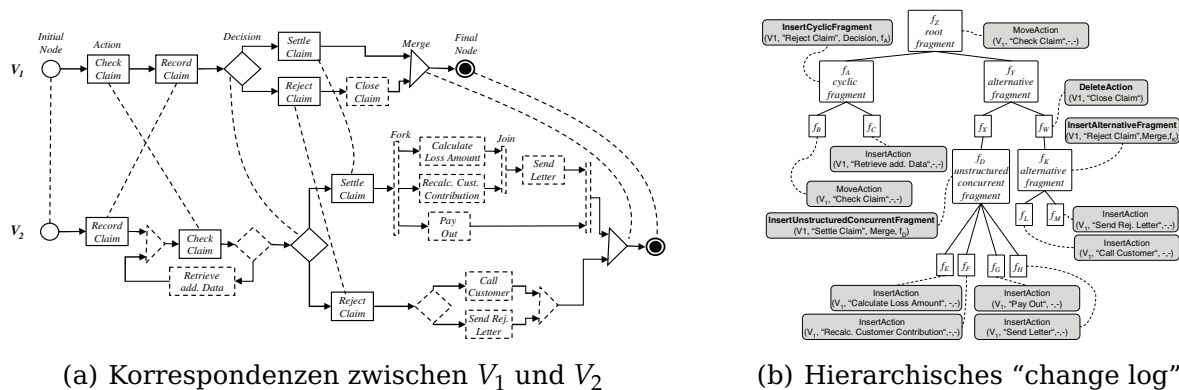 Initial
Node
Action
Decision
Settle
Claim
Merge
Final
Node
V1
Check
Claim
Record
Claim
Reject
Claim
Close
Claim
Fork
Join
Calculate
Loss Amount
Send
Letter
Settle
Claim
Recalc. Cust.
Contribution
Pay
Out
V2
Record
Claim
Check
Claim
Retrieve
add. Data
Call
Customer
Reject
Claim
Send Rej.
Letter
(a) Korrespondenzen zwischen V1 und V2
InsertCyclicFragment
(V1, "Reject Claim", Decision, fA)
fZ
root
fragment
MoveAction
(V1, "Check Claim",-,-)
fA
cyclic
fragment
fY
alternative
fragment
DeleteAction
(V1, "Close Claim")
fB
fC
fX
fW
InsertAlternativeFragment
(V1, "Reject Claim",Merge,fK)
InsertAction
(V1, "Retrieve add. Data",-,-)
fD
unstructured
concurrent
fragment
fK
alternative
fragment
MoveAction
(V1, "Check Claim",-,-)
fL
fM
InsertUnstructuredConcurrentFragment
(V1, "Settle Claim", Merge, fD)
InsertAction
(V1, "Send Rej. Letter",-,-)
InsertAction
(V1, "Call Customer",-,-)
fE
fF
fG
fH
InsertAction
(V1, "Calculate Loss Amount", -,-)
InsertAction
(V1, "Pay Out", -,-)
InsertAction
(V1, "Recalc. Customer Contribution",-,-)
InsertAction
(V1, "Send Letter",-,-)
(b) Hierarchisches "change log"